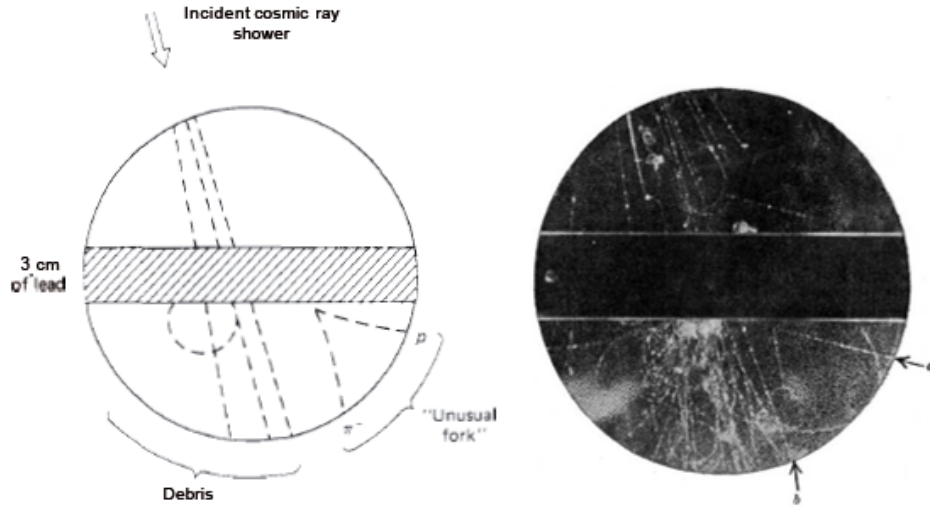 Incident cosmic ray
shower
3 cm
of lead
p
π⁻
"Unusual
fork"
Debris
a
b